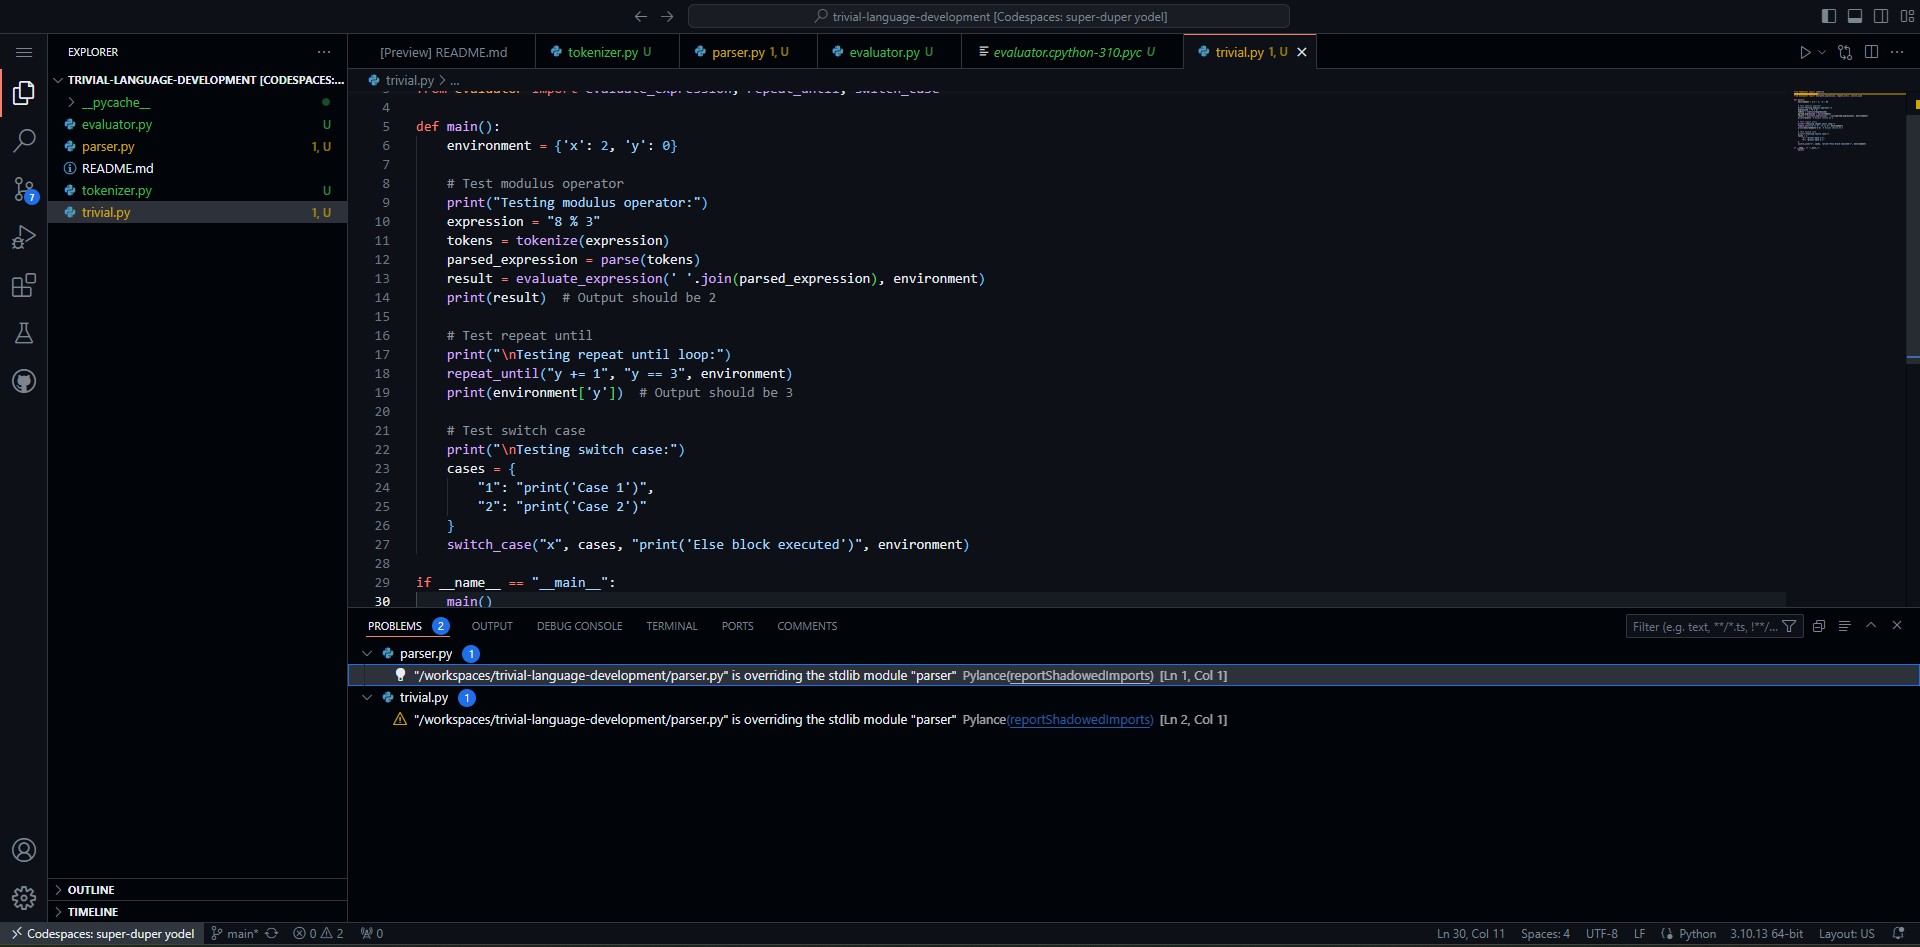 trivial-language-development [Codespaces: super-duper yodel]
EXPLORER
[Preview] README.md
tokenizer.py U
parser.py 1, U
evaluator.py U
evaluator.cpython-310.pyc U
trivial.py 1, U
TRIVIAL-LANGUAGE-DEVELOPMENT [CODESPACES:...
trivial.py > ...
__pycache__
evaluator.py U
parser.py 1, U
README.md
tokenizer.py U
trivial.py 1, U
7
3 from evaluator import evaluate_expression, repeat_until, switch_case
4
5 def main():
6 environment = {'x': 2, 'y': 0}
7
8 # Test modulus operator
9 print("Testing modulus operator:")
10 expression = "8 % 3"
11 tokens = tokenize(expression)
12 parsed_expression = parse(tokens)
13 result = evaluate_expression(' '.join(parsed_expression), environment)
14 print(result)  # Output should be 2
15
16 # Test repeat until
17 print("\nTesting repeat until loop:")
18 repeat_until("y += 1", "y == 3", environment)
19 print(environment['y'])  # Output should be 3
20
21 # Test switch case
22 print("\nTesting switch case:")
23 cases = {
24 "1": "print('Case 1')",
25 "2": "print('Case 2')"
26 }
27 switch_case("x", cases, "print('Else block executed')", environment)
28
29 if __name__ == "__main__":
30 main()
PROBLEMS 2 OUTPUT DEBUG CONSOLE TERMINAL PORTS COMMENTS
Filter (e.g. text, **/*.ts, !**/...
parser.py 1
"/workspaces/trivial-language-development/parser.py" is overriding the stdlib module "parser" Pylance(reportShadowedImports) [Ln 1, Col 1]
trivial.py 1
"/workspaces/trivial-language-development/parser.py" is overriding the stdlib module "parser" Pylance(reportShadowedImports) [Ln 2, Col 1]
OUTLINE
TIMELINE
Codespaces: super-duper yodel main* 0 2 0
Ln 30, Col 11 Spaces: 4 UTF-8 LF Python 3.10.13 64-bit Layout: US